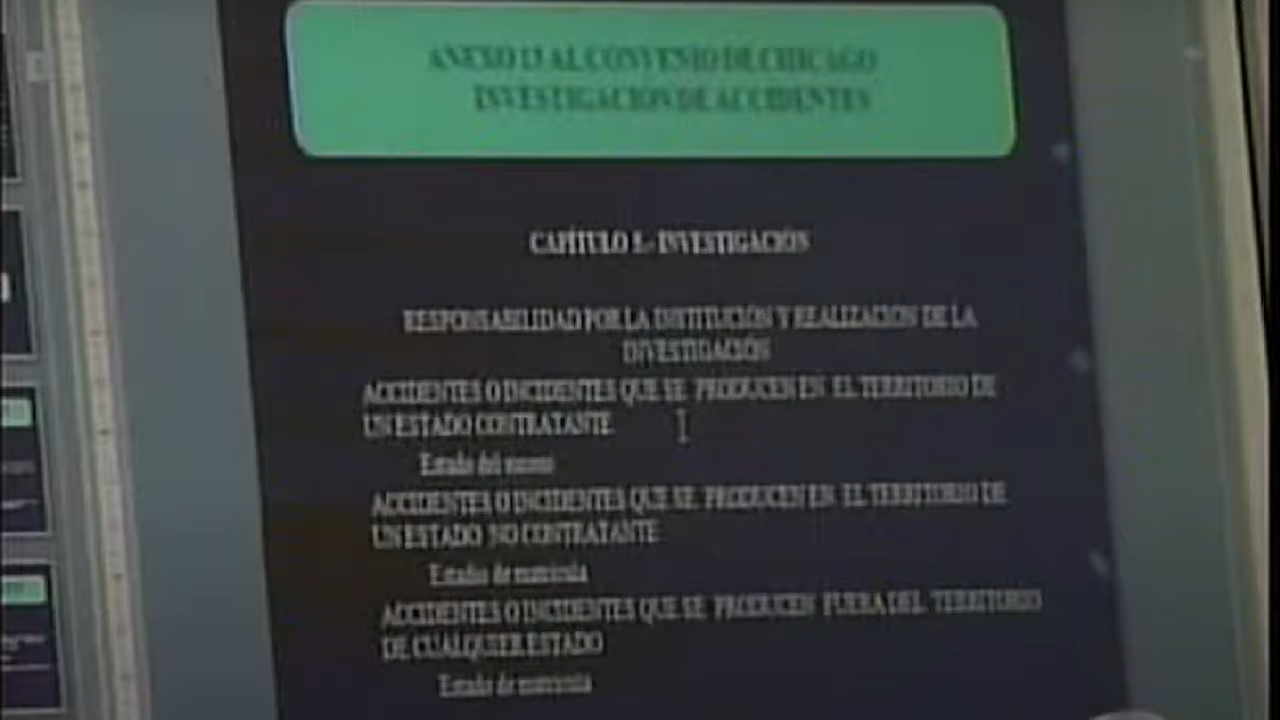 ANEXO 13 AL CONVENIO DE CHICAGO
INVESTIGACION DE ACCIDENTES
CAPÍTULO 5.- INVESTIGACIÓN
RESPONSABILIDAD POR LA INSTITUCIÓN Y REALIZACION DE LA
INVESTIGACIÓN
ACCIDENTES O INCIDENTES QUE SE PRODUCEN EN EL TERRITORIO DE
UN ESTADO CONTRATANTE
Estado del suceso
ACCIDENTES O INCIDENTES QUE SE PRODUCEN EN EL TERRITORIO DE
UN ESTADO NO CONTRATANTE
Estado de matrícula
ACCIDENTES O INCIDENTES QUE SE PRODUCEN FUERA DEL TERRITORIO
DE CUALQUIER ESTADO
Estado de matrícula